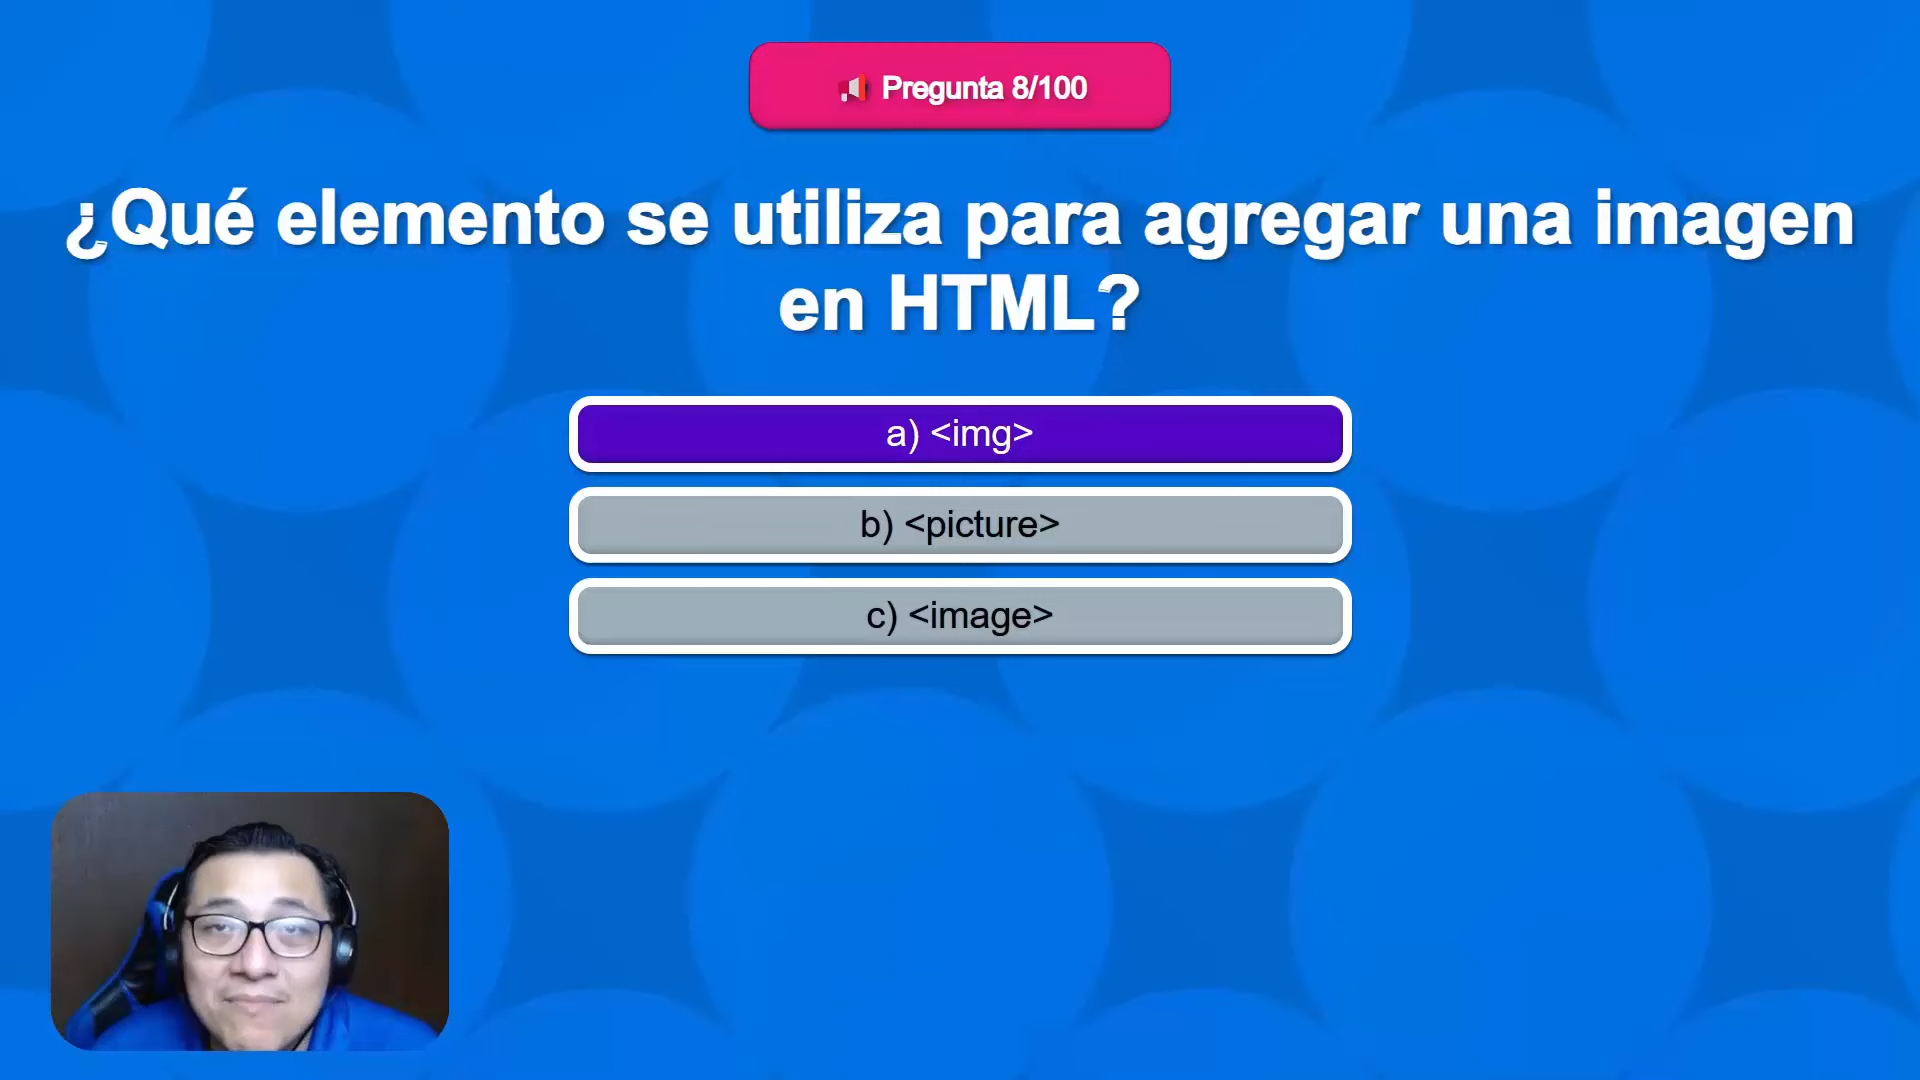 Pregunta 8/100
¿Qué elemento se utiliza para agregar una imagen
en HTML?
a) <img>
b) <picture>
c) <image>